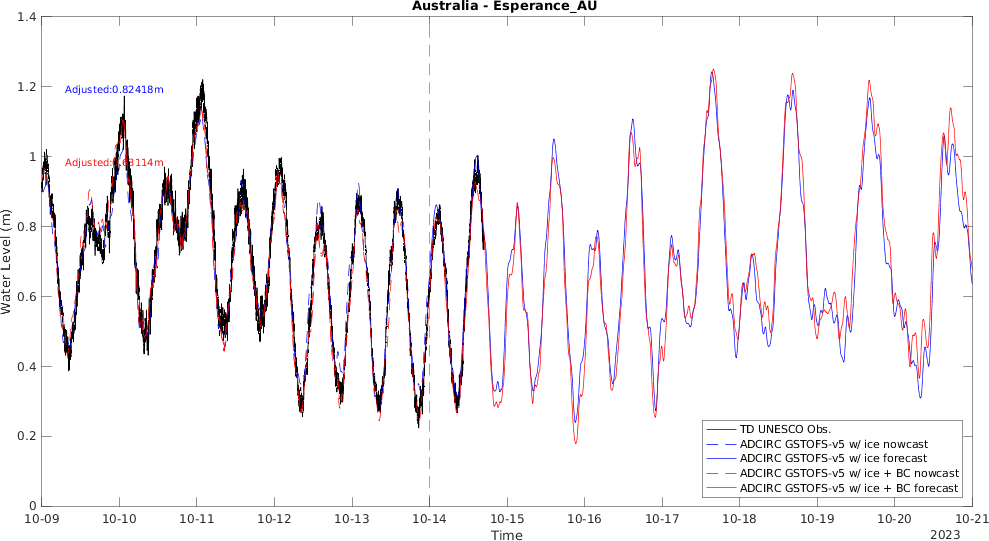 Australia - Esperance_AU
Water Level (m)
1.4
1.2
1
0.8
0.6
0.4
0.2
0
Adjusted:0.82418m
TD UNESCO Obs.
ADCIRC GSTOFS-v5 w/ ice nowcast
ADCIRC GSTOFS-v5 w/ ice forecast
ADCIRC GSTOFS-v5 w/ ice + BC nowcast
ADCIRC GSTOFS-v5 w/ ice + BC forecast
10-09 10-10 10-11 10-12 10-13 10-14 10-15 10-16 10-17 10-18 10-19 10-20 10-21
Time
2023